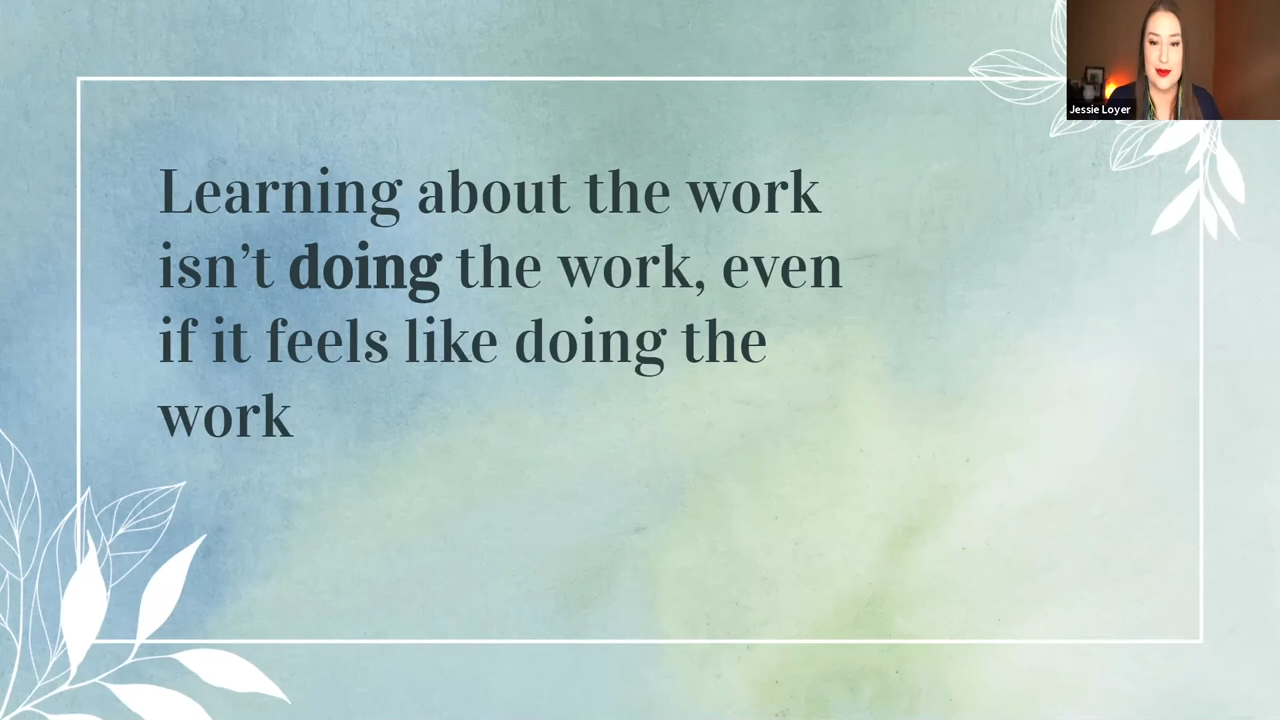 Jessie Loyer
Learning about the work
isn’t doing the work, even
if it feels like doing the
work